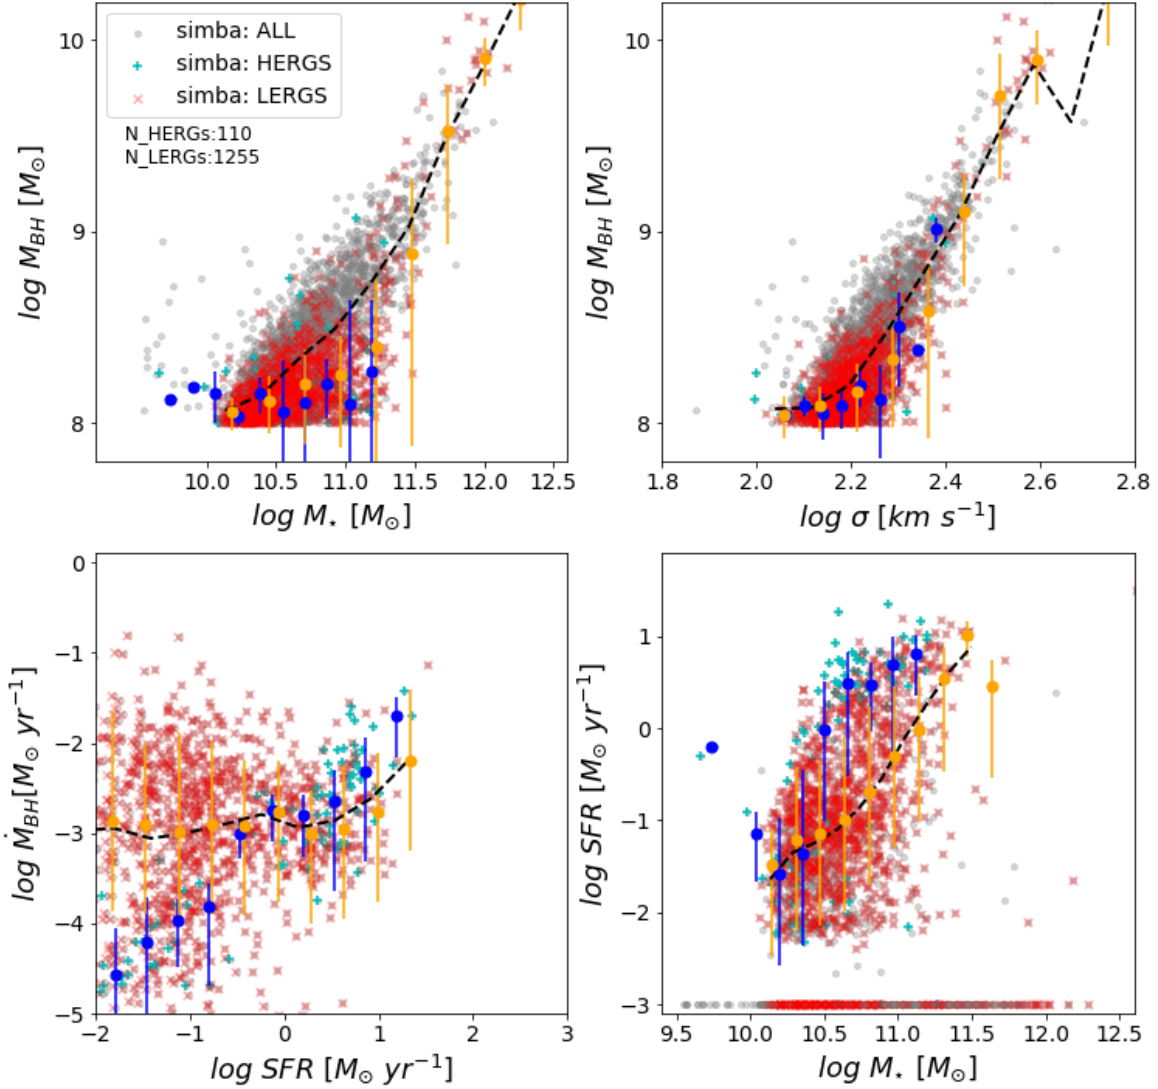 simba: ALL
simba: HERGS
simba: LERGS
N_HERGs:110
N_LERGs:1255
10
9
8
log M_BH [M_⊙]
10.0 10.5 11.0 11.5 12.0 12.5
log M_⋆ [M_⊙]
10
9
8
log M_BH [M_⊙]
1.8 2.0 2.2 2.4 2.6 2.8
log σ [km s⁻¹]
0
−1
−2
−3
−4
−5
log Ṁ_BH[M_⊙ yr⁻¹]
−2 −1 0 1 2 3
log SFR [M_⊙ yr⁻¹]
1
0
−1
−2
−3
log SFR [M_⊙ yr⁻¹]
9.5 10.0 10.5 11.0 11.5 12.0 12.5
log M_⋆ [M_⊙]